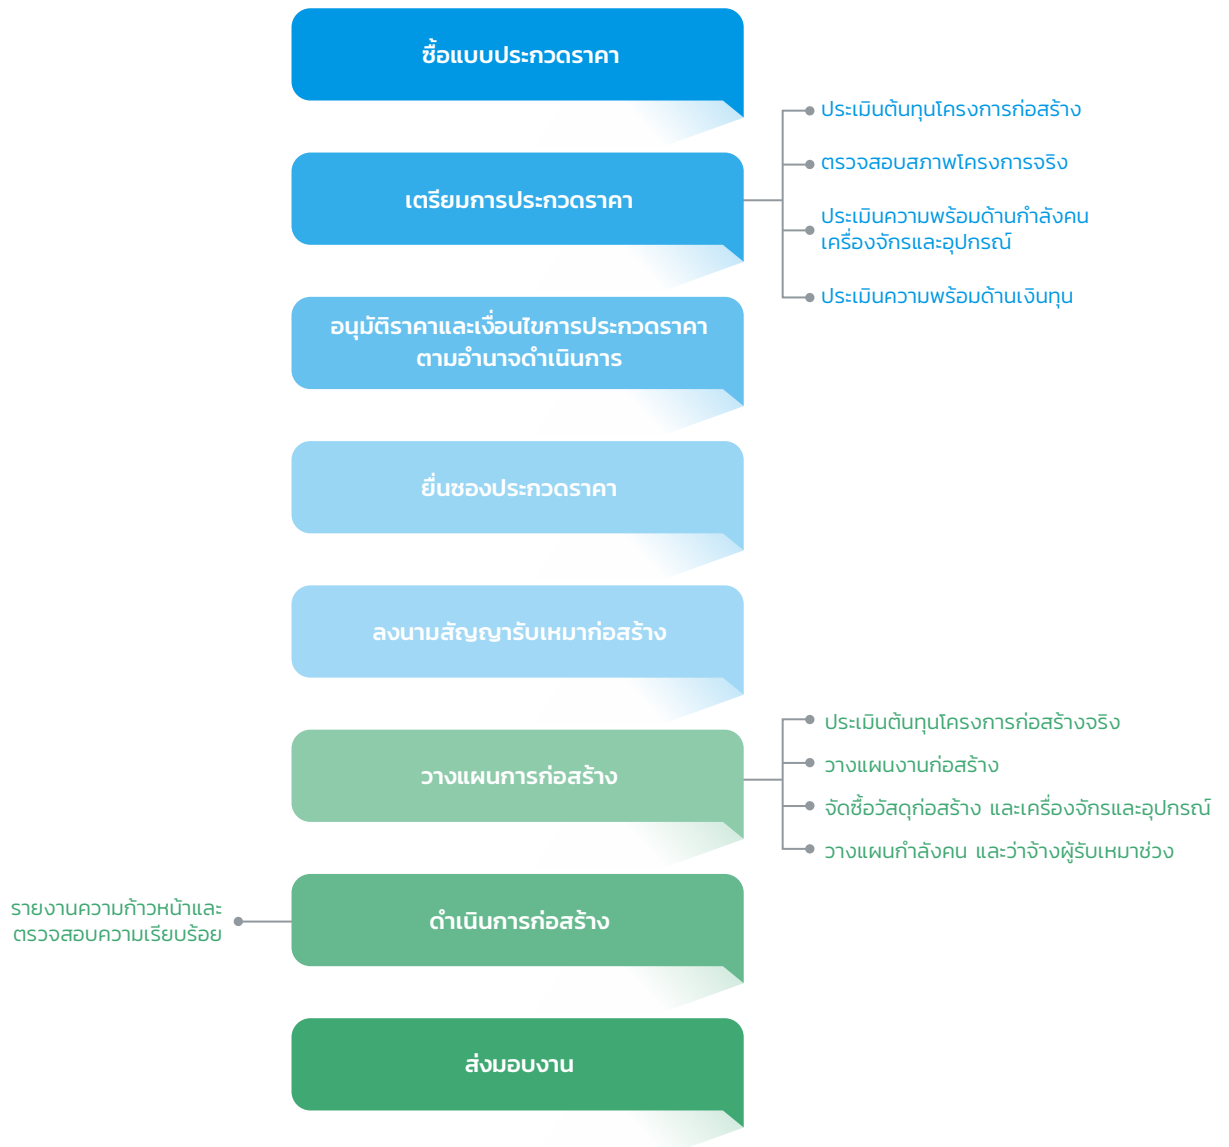 ซื้อแบบประกวดราคา
เตรียมการประกวดราคา
ประเมินต้นทุนโครงการก่อสร้าง
ตรวจสอบสภาพโครงการจริง
ประเมินความพร้อมด้านกำลังคน
เครื่องจักรและอุปกรณ์
ประเมินความพร้อมด้านเงินทุน
อนุมัติราคาและเงื่อนไขการประกวดราคา
ตามอำนาจดำเนินการ
ยื่นซองประกวดราคา
ลงนามสัญญารับเหมาก่อสร้าง
วางแผนการก่อสร้าง
ประเมินต้นทุนโครงการก่อสร้างจริง
วางแผนงานก่อสร้าง
จัดซื้อวัสดุก่อสร้าง และเครื่องจักรและอุปกรณ์
วางแผนกำลังคน และว่าจ้างผู้รับเหมาช่วง
รายงานความก้าวหน้าและ
ตรวจสอบความเรียบร้อย
ดำเนินการก่อสร้าง
ส่งมอบงาน